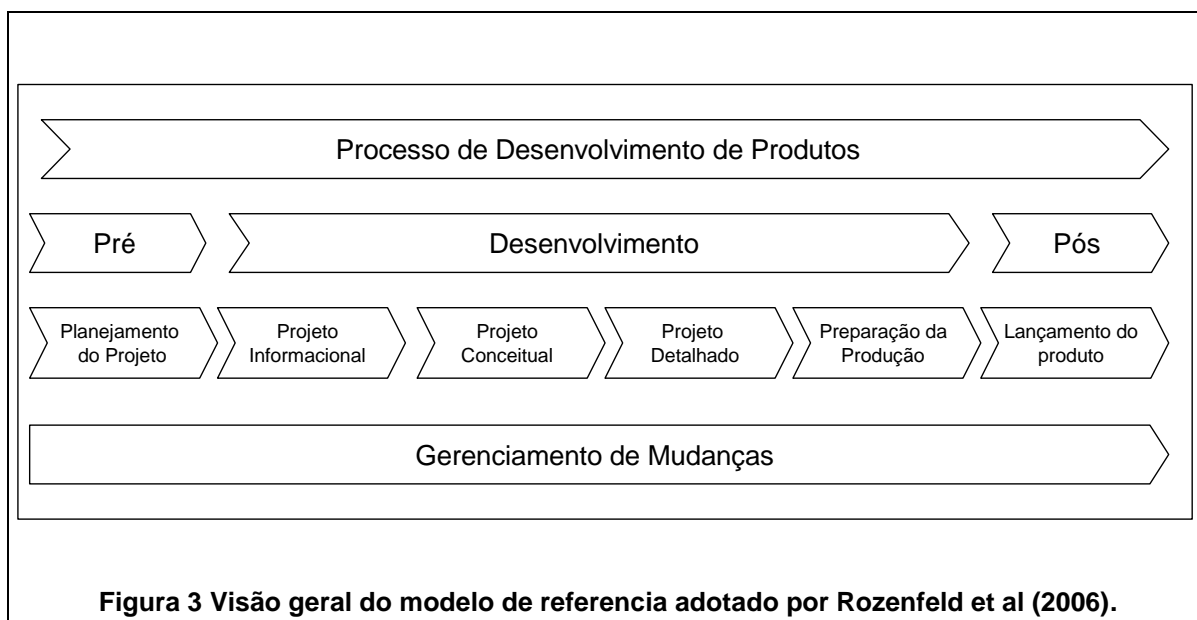 Processo de Desenvolvimento de Produtos
Pré
Desenvolvimento
Pós
Planejamento
do Projeto
Projeto
Informacional
Projeto
Conceitual
Projeto
Detalhado
Preparação da
Produção
Lançamento do
produto
Gerenciamento de Mudanças
Figura 3 Visão geral do modelo de referencia adotado por Rozenfeld et al (2006).